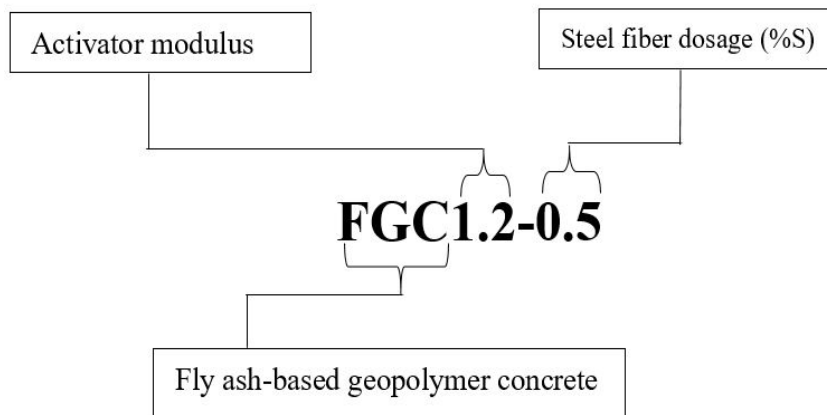 Activator modulus
Steel fiber dosage (%S)
FGC1.2-0.5
Fly ash-based geopolymer concrete